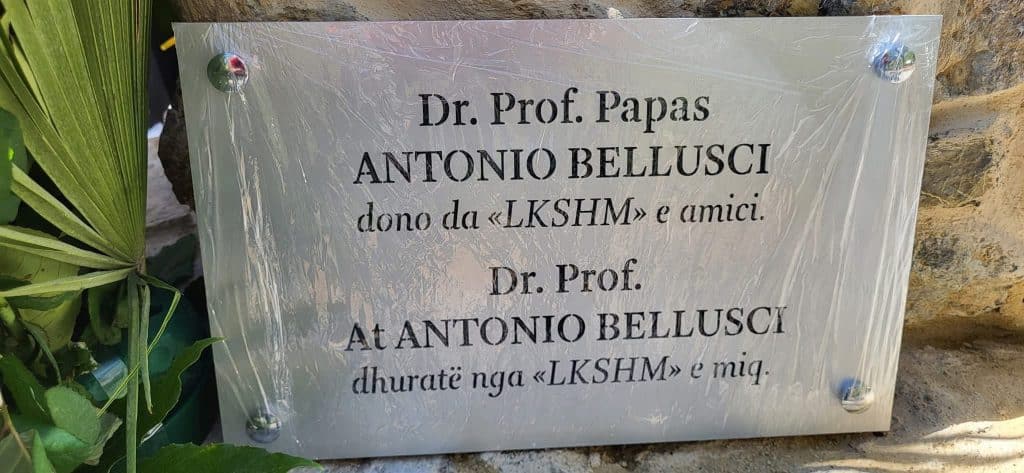 Dr. Prof. Papas
ANTONIO BELLUSCI
dono da «LKSHM» e amici.
Dr. Prof.
At ANTONIO BELLUSCI
dhuratë nga «LKSHM» e miq.